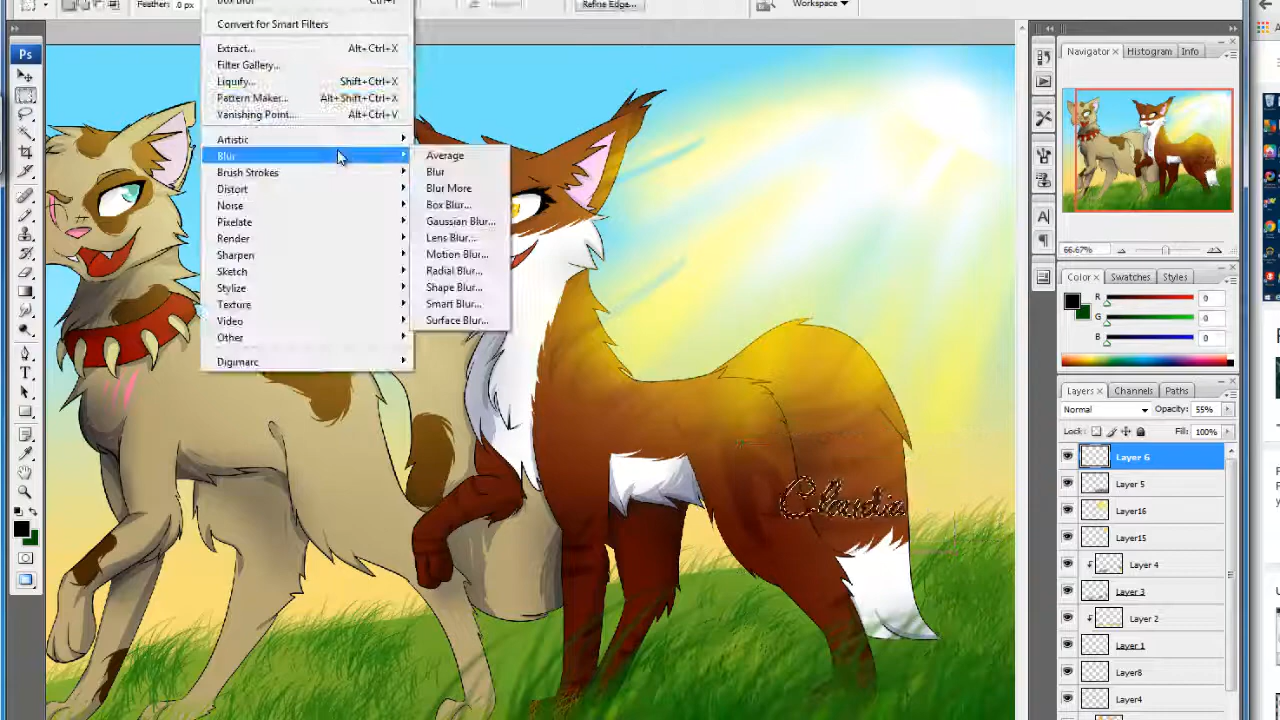 Feather: .0 px
Refine Edge...
Workspace
Box Blur
Ctrl+F
Convert for Smart Filters
Extract... Alt+Ctrl+X
Filter Gallery...
Liquify... Shift+Ctrl+X
Pattern Maker... Alt+Shift+Ctrl+X
Vanishing Point... Alt+Ctrl+V
Artistic
Blur
Brush Strokes
Distort
Noise
Pixelate
Render
Sharpen
Sketch
Stylize
Texture
Video
Other
Digimarc
Average
Blur
Blur More
Box Blur...
Gaussian Blur...
Lens Blur...
Motion Blur...
Radial Blur...
Shape Blur...
Smart Blur...
Surface Blur...
Ps
T
Claudia
A
Navigator × Histogram Info
66.67%
Color × Swatches Styles
R 0
G 0
B 0
Layers × Channels Paths
Normal Opacity: 55%
Lock: Fill: 100%
Layer 6
Layer 5
Layer16
Layer15
Layer 4
Layer 3
Layer 2
Layer 1
Layer8
Layer4